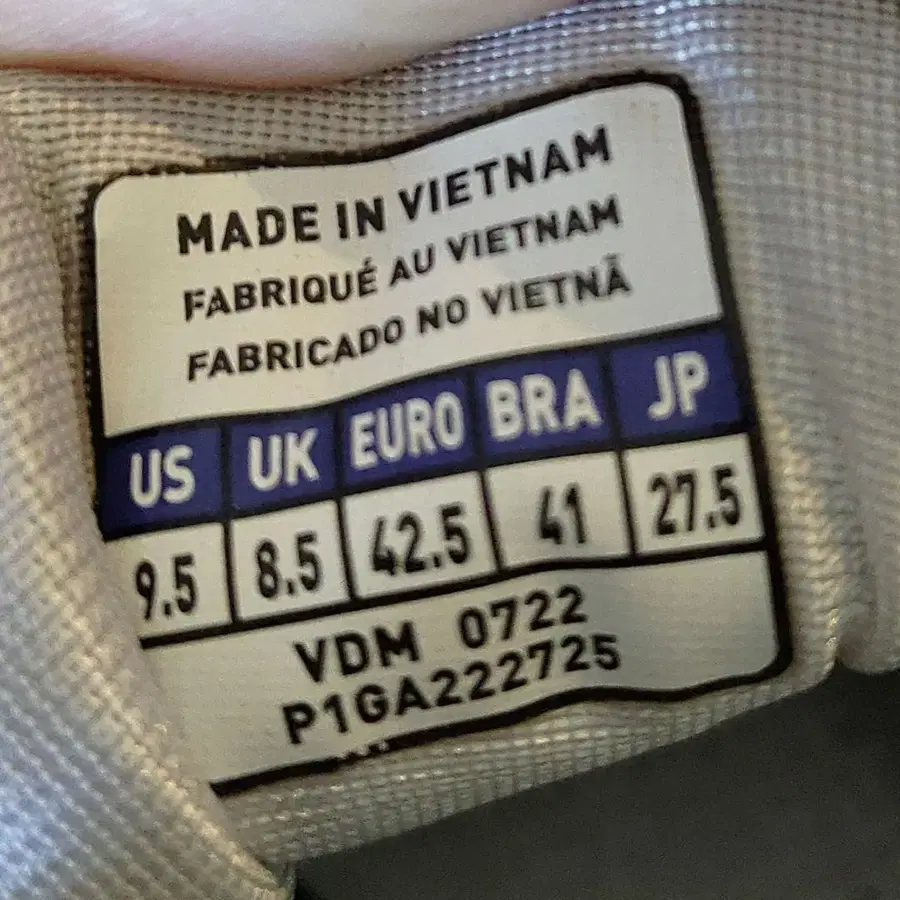 MADE IN VIETNAM
FABRIQUÉ AU VIETNAM
FABRICADO NO VIETNÃ
US UK EURO BRA JP
9.5 8.5 42.5 41 27.5
VDM 0722
P1GA222725